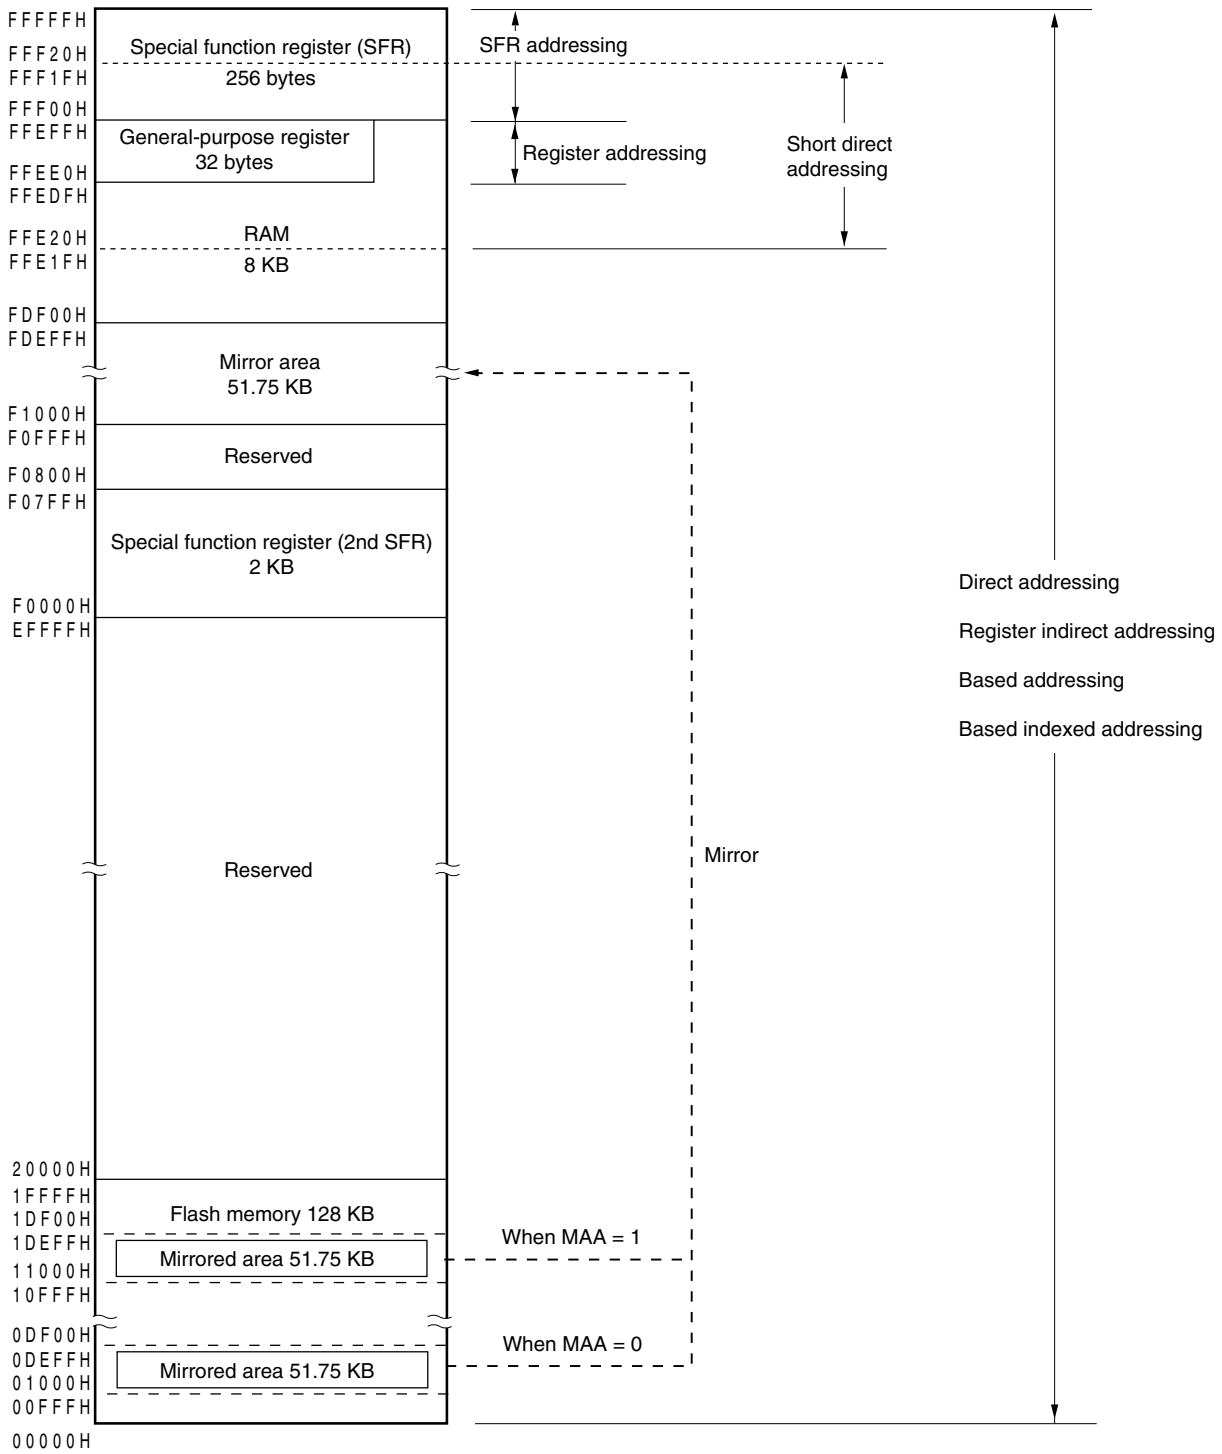 FFFFFH
Special function register (SFR)
256 bytes
SFR addressing
FFF20H
FFF1FH
FFF00H
FFEFFH
General-purpose register
32 bytes
Register addressing
Short direct
addressing
FFEE0H
FFEDFH
RAM
8 KB
FFE20H
FFE1FH
FDF00H
FDEFFH
Mirror area
51.75 KB
F1000H
F0FFFH
Reserved
F0800H
F07FFH
Special function register (2nd SFR)
2 KB
Direct addressing
Register indirect addressing
Based addressing
Based indexed addressing
F0000H
EFFFFH
Mirror
Reserved
20000H
1FFFFH
Flash memory 128 KB
1DF00H
1DEFFH
When MAA = 1
Mirrored area 51.75 KB
11000H
10FFFH
0DF00H
When MAA = 0
0DEFFH
Mirrored area 51.75 KB
01000H
00FFFH
00000H